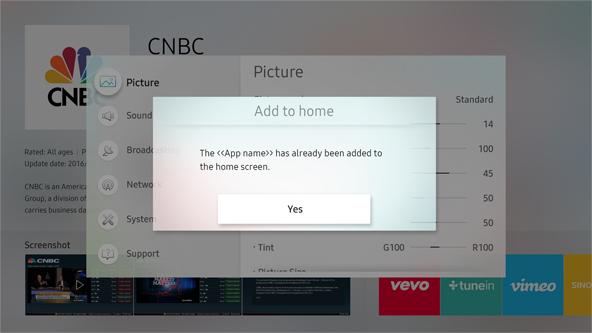 CNBC
CNB
Picture
Sound
Broadcasting
Network
System
Support
Picture
Standard
14
100
45
50
50
· Tint G100 R100
· Picture Size
Add to home
The <<App name>> has already been added to
the home screen.
Yes
Rated: All ages
Update date: 2016/
CNBC is an America
Group, a division of
carries business da
Screenshot
CNBC
vevo
tunein
vimeo
SINO